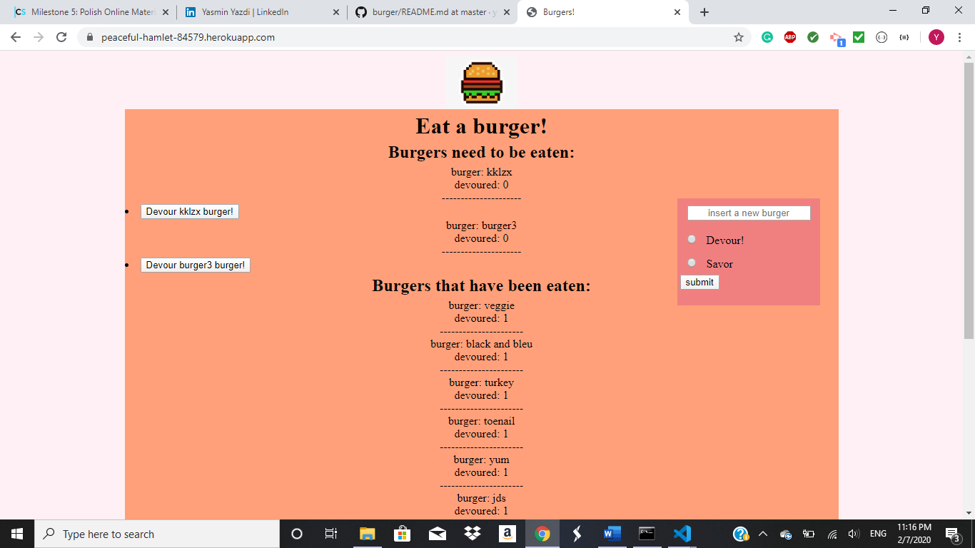 Milestone 5: Polish Online Mater
Yasmin Yazdi | LinkedIn
burger/README.md at master · y
Burgers!
peaceful-hamlet-84579.herokuapp.com
ABP
1
Y
Eat a burger!
Burgers need to be eaten:
burger: kklzx
devoured: 0
---------------------
Devour kklzx burger!
insert a new burger
burger: burger3
devoured: 0
---------------------
Devour!
Devour burger3 burger!
Savor
submit
Burgers that have been eaten:
burger: veggie
devoured: 1
----------------------
burger: black and bleu
devoured: 1
----------------------
burger: turkey
devoured: 1
----------------------
burger: toenail
devoured: 1
----------------------
burger: yum
devoured: 1
----------------------
burger: jds
devoured: 1
Type here to search
ENG
11:16 PM
2/7/2020
3